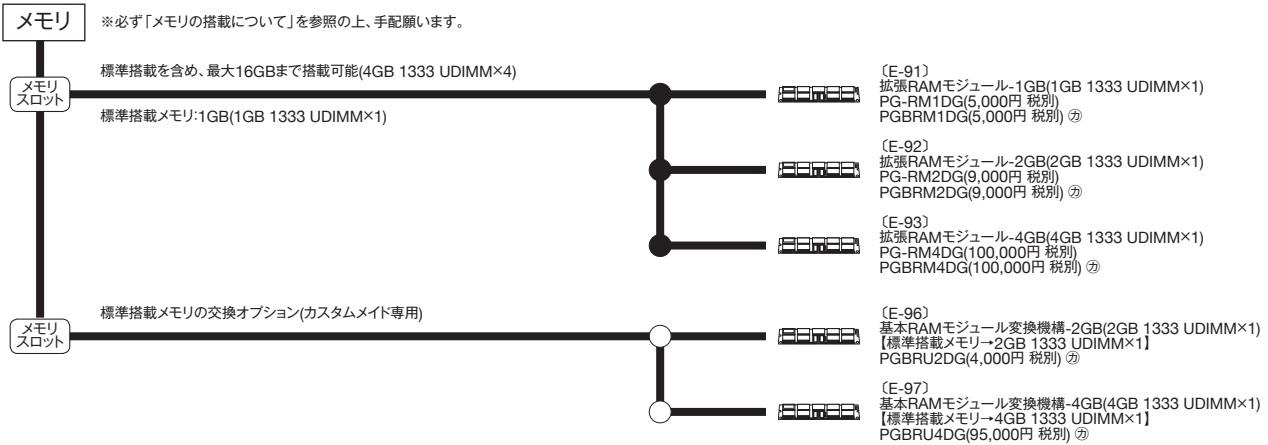 メモリ
※必ず「メモリの搭載について」を参照の上、手配願います。
メモリ
スロット
標準搭載を含め、最大16GBまで搭載可能(4GB 1333 UDIMM×4)
標準搭載メモリ:1GB(1GB 1333 UDIMM×1)
〔E-91〕
拡張RAMモジュール-1GB(1GB 1333 UDIMM×1)
PG-RM1DG(5,000円 税別)
PGBRM1DG(5,000円 税別) ㋕
〔E-92〕
拡張RAMモジュール-2GB(2GB 1333 UDIMM×1)
PG-RM2DG(9,000円 税別)
PGBRM2DG(9,000円 税別) ㋕
〔E-93〕
拡張RAMモジュール-4GB(4GB 1333 UDIMM×1)
PG-RM4DG(100,000円 税別)
PGBRM4DG(100,000円 税別) ㋕
メモリ
スロット
標準搭載メモリの交換オプション(カスタムメイド専用)
〔E-96〕
基本RAMモジュール変換機構-2GB(2GB 1333 UDIMM×1)
【標準搭載メモリ→2GB 1333 UDIMM×1】
PGBRU2DG(4,000円 税別) ㋕
〔E-97〕
基本RAMモジュール変換機構-4GB(4GB 1333 UDIMM×1)
【標準搭載メモリ→4GB 1333 UDIMM×1】
PGBRU4DG(95,000円 税別) ㋕